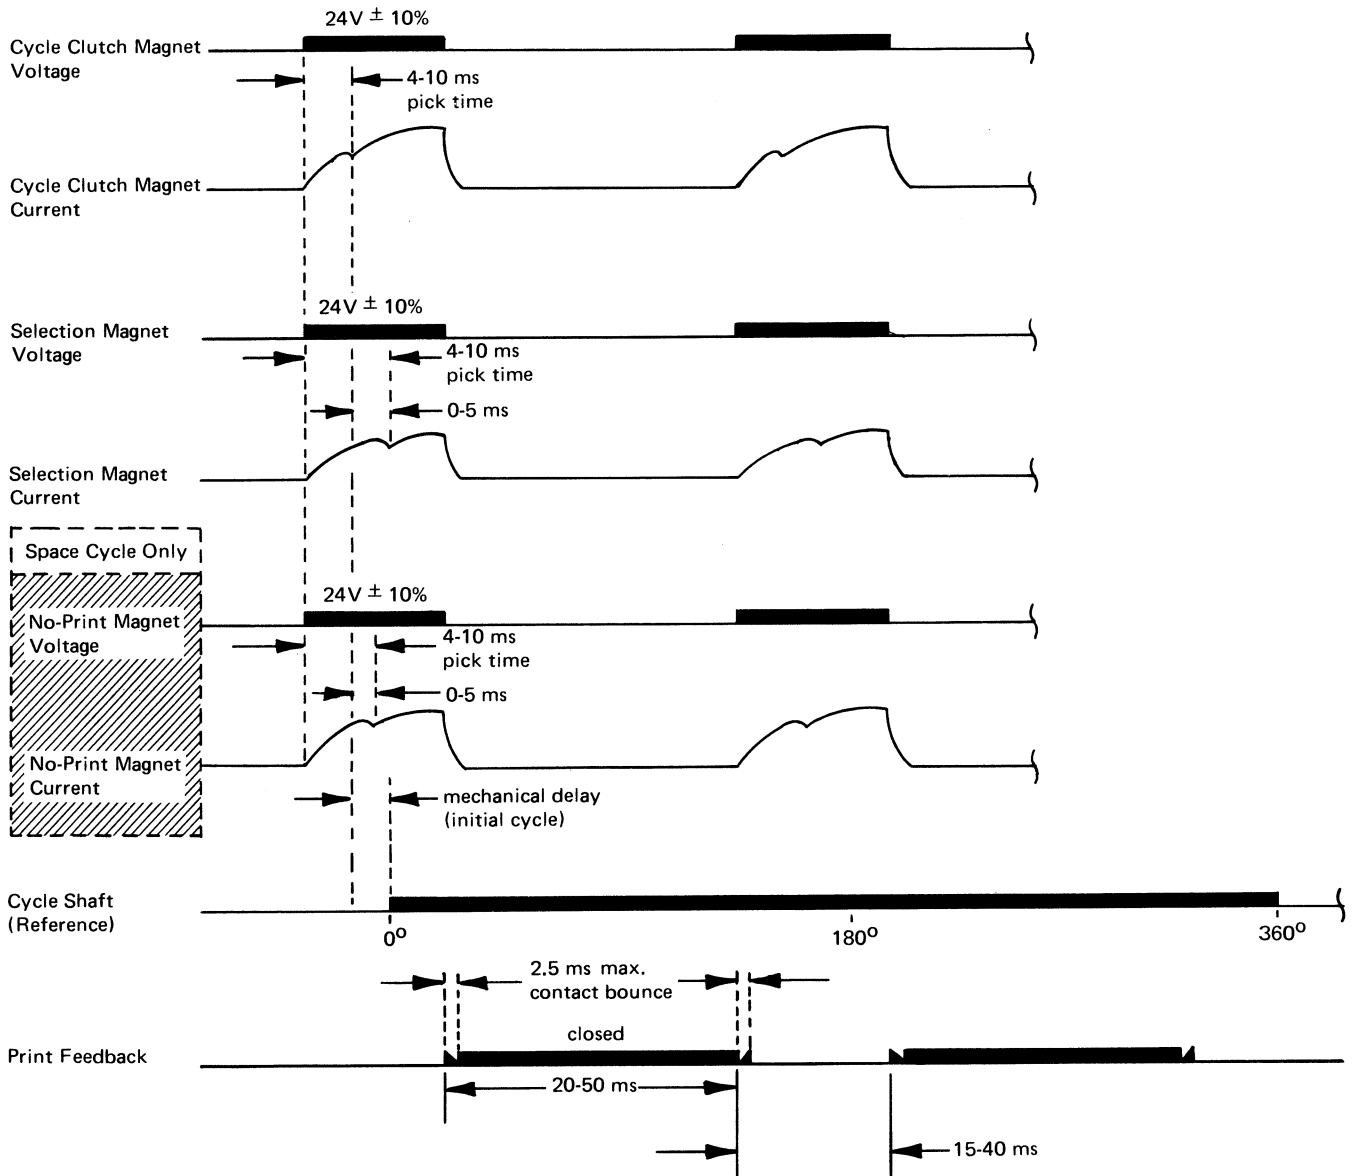 24V ± 10%
Cycle Clutch Magnet
Voltage
4-10 ms
pick time
Cycle Clutch Magnet
Current
24V ± 10%
Selection Magnet
Voltage
4-10 ms
pick time
0-5 ms
Selection Magnet
Current
Space Cycle Only
24V ± 10%
No-Print Magnet
Voltage
4-10 ms
pick time
0-5 ms
No-Print Magnet
Current
mechanical delay
(initial cycle)
Cycle Shaft
(Reference)
0º
180º
360º
2.5 ms max.
contact bounce
closed
Print Feedback
20-50 ms
15-40 ms